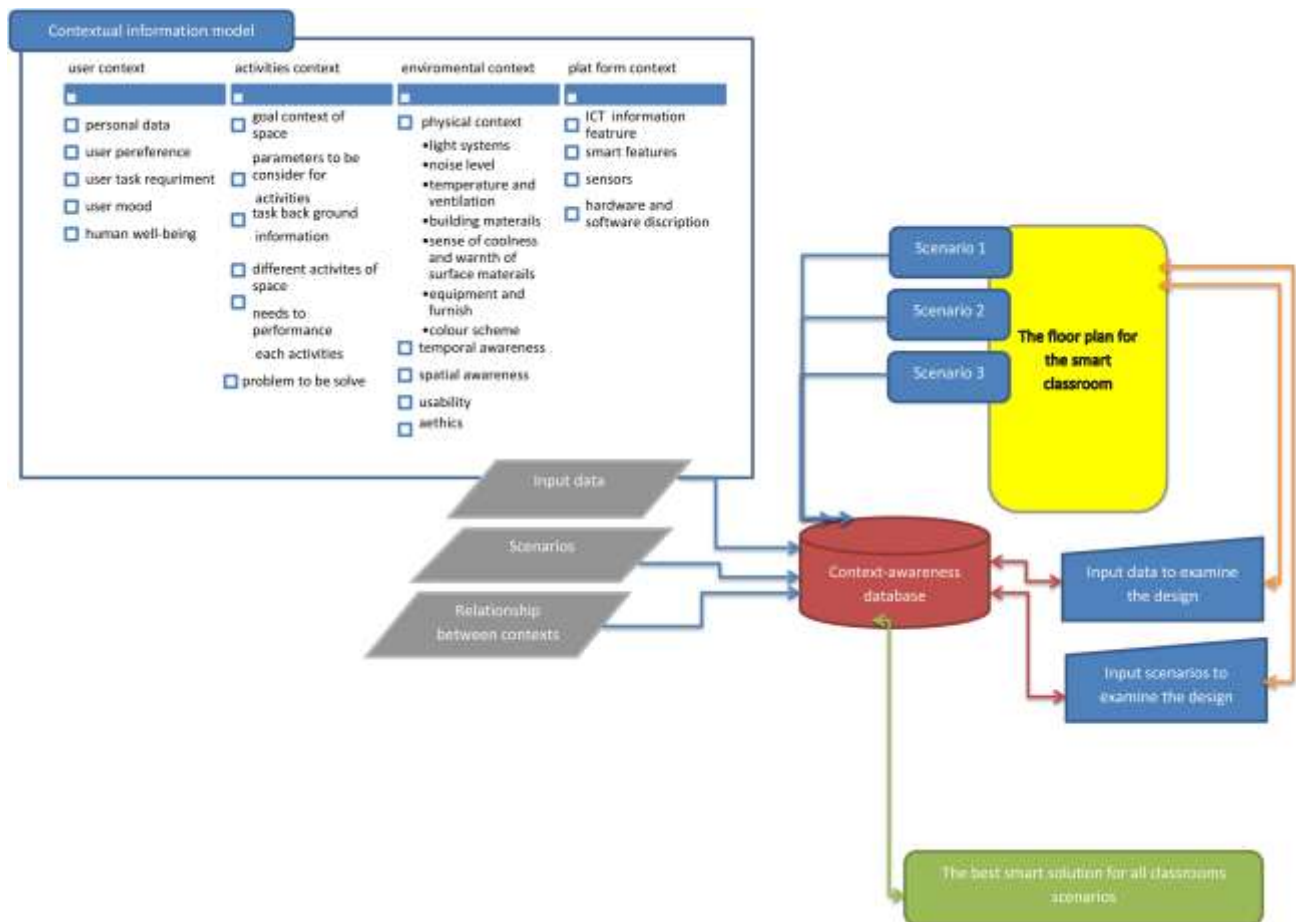 Contextual information model
user context
personal data
user pereference
user task requriment
user mood
human well-being
activities context
goal context of
space
parameters to be
consider for
activities
task back ground
information
different activites of
space
needs to
performance
each activities
problem to be solve
enviromental context
physical context
•light systems
•noise level
•temperature and
ventilation
•building materails
•sense of coolness
and warnth of
surface materails
•equipment and
furnish
•colour scheme
temporal awareness
spatial awareness
usability
aethics
plat form context
ICT information
featrure
smart features
sensors
hardware and
software discription
Scenario 1
Scenario 2
Scenario 3
The floor plan for
the smart
classroom
Input data
Scenarios
Relationship
between contexts
Context-awareness
database
Input data to examine
the design
Input scenarios to
examine the design
The best smart solution for all classrooms
scenarios